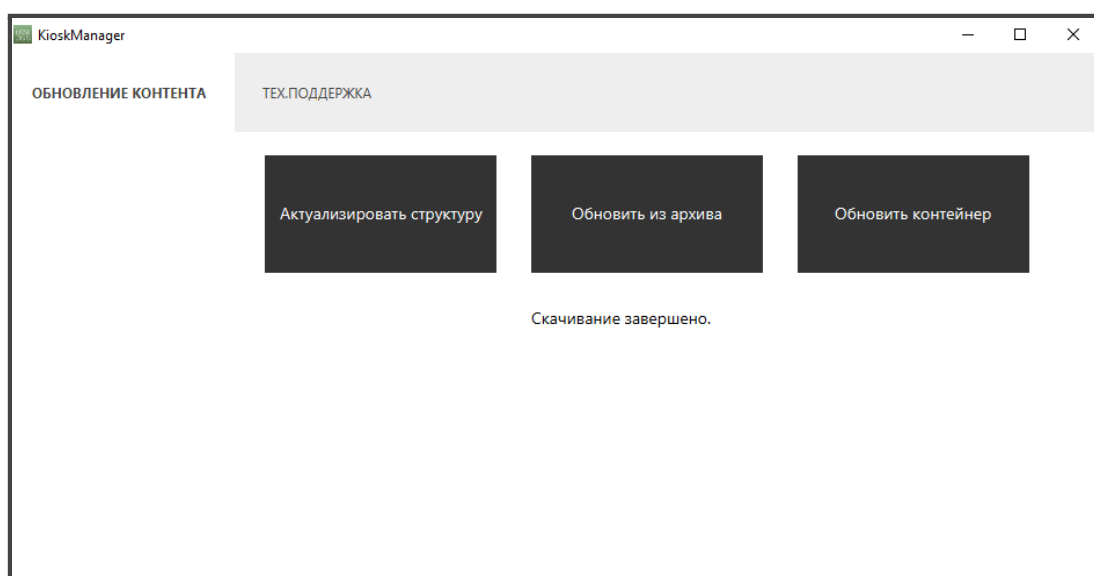 KioskManager
ОБНОВЛЕНИЕ КОНТЕНТА
ТЕХ.ПОДДЕРЖКА
Актуализировать структуру
Обновить из архива
Обновить контейнер
Скачивание завершено.